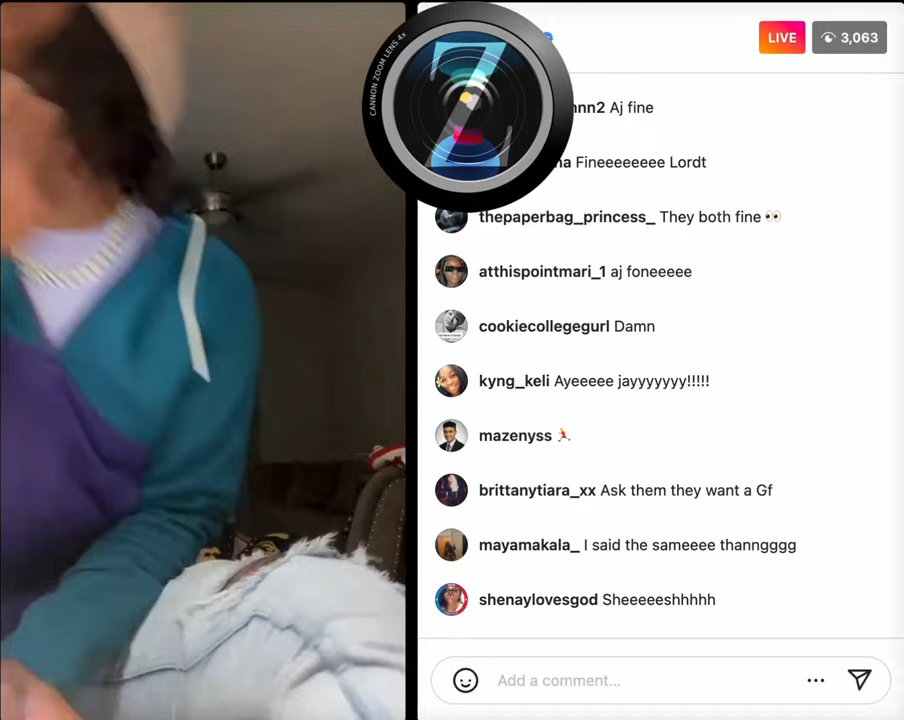 CANNON ZOOM LENS 4x
Z
LIVE 3,063
nn2 Aj fine
a Fineeeeeeee Lordt
thepaperbag_princess_ They both fine 👀
atthispointmari_1 aj foneeeee
cookiecollegegurl Damn
kyng_keli Ayeeeee jayyyyyyy!!!!!
mazenyss 🏃
brittanytiara_xx Ask them they want a Gf
mayamakala_ I said the sameeee thanngggg
shenaylovesgod Sheeeeeshhhhh
Add a comment...